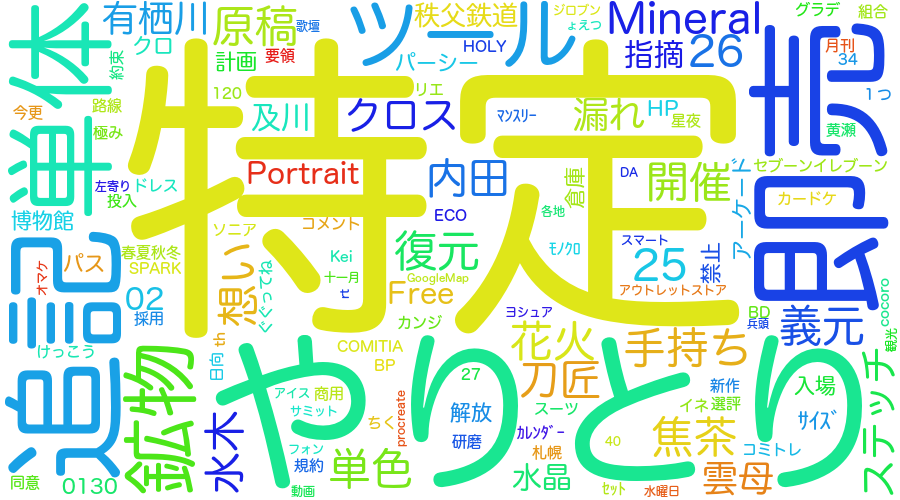 有栖川
原稿
歌壇
ツール
秩父鉄道
ジロブン
ょえつ
Mineral
グラデ
組合
単体
クロ
約束
計画
要領
HOLY
パーシー
指摘
26
月刊
34
即売
今更
路線
極み
120
及川
リエ
クロス
ﾏﾝｽﾘｰ
漏れ
HP
星夜
1つ
黄瀬
特定
左寄り
ドレス
投入
Portrait
内田
倉庫
DA
開催
アーケード
セブーンイレブーン
カードケ
博物館
ソニア
コメント
ECO
各地
ﾓﾉｸﾛ
スマート
禁止
追記
オマケ
パス
春夏秋冬
SPARK
想い
ぐぐってね
Kei
十一月
復元
GoogleMap
25
アウトレットストア
02
採用
セ
Free
カンジ
ヨシュア
BD
兵頭
義元
cocoro
観光
けっこう
th
日向
COMITIA
BP
花火
手持ち
鉱物
やりとり
アイス
商用
サミット
ちく
procreate
27
刀匠
新作
イネ
選評
入場
ステッチ
水木
フォン
規約
動画
単色
解放
研磨
スーツ
ｶﾚﾝﾀﾞｰ
札幌
40
焦茶
ｻｲｽﾞ
コミトレ
同意
0130
水晶
ｾｯﾄ
水曜日
雲母